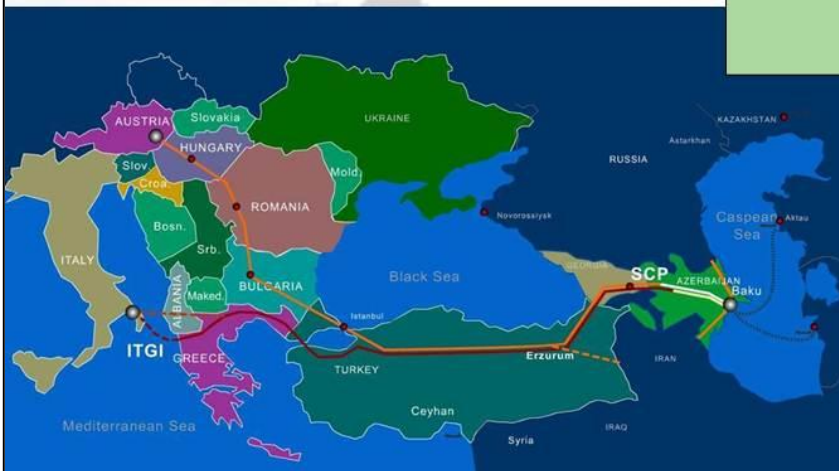 AUSTRIA
Slovakia
UKRAINE
KAZAKHSTAN
HUNGARY
Astarkhan
Slov.
Croa.
Mold.
RUSSIA
ROMANIA
Novorossiysk
Caspean
Sea
Aktau
Bosn.
Srb.
ITALY
BULGARIA
Black Sea
GEORGIA
SCP
AZERBAIJAN
Baku
ALBANIA
Maked.
Istanbul
ITGI
GREECE
Erzurum
TURKEY
IRAN
Ceyhan
Mediterranean Sea
Syria
IRAQ